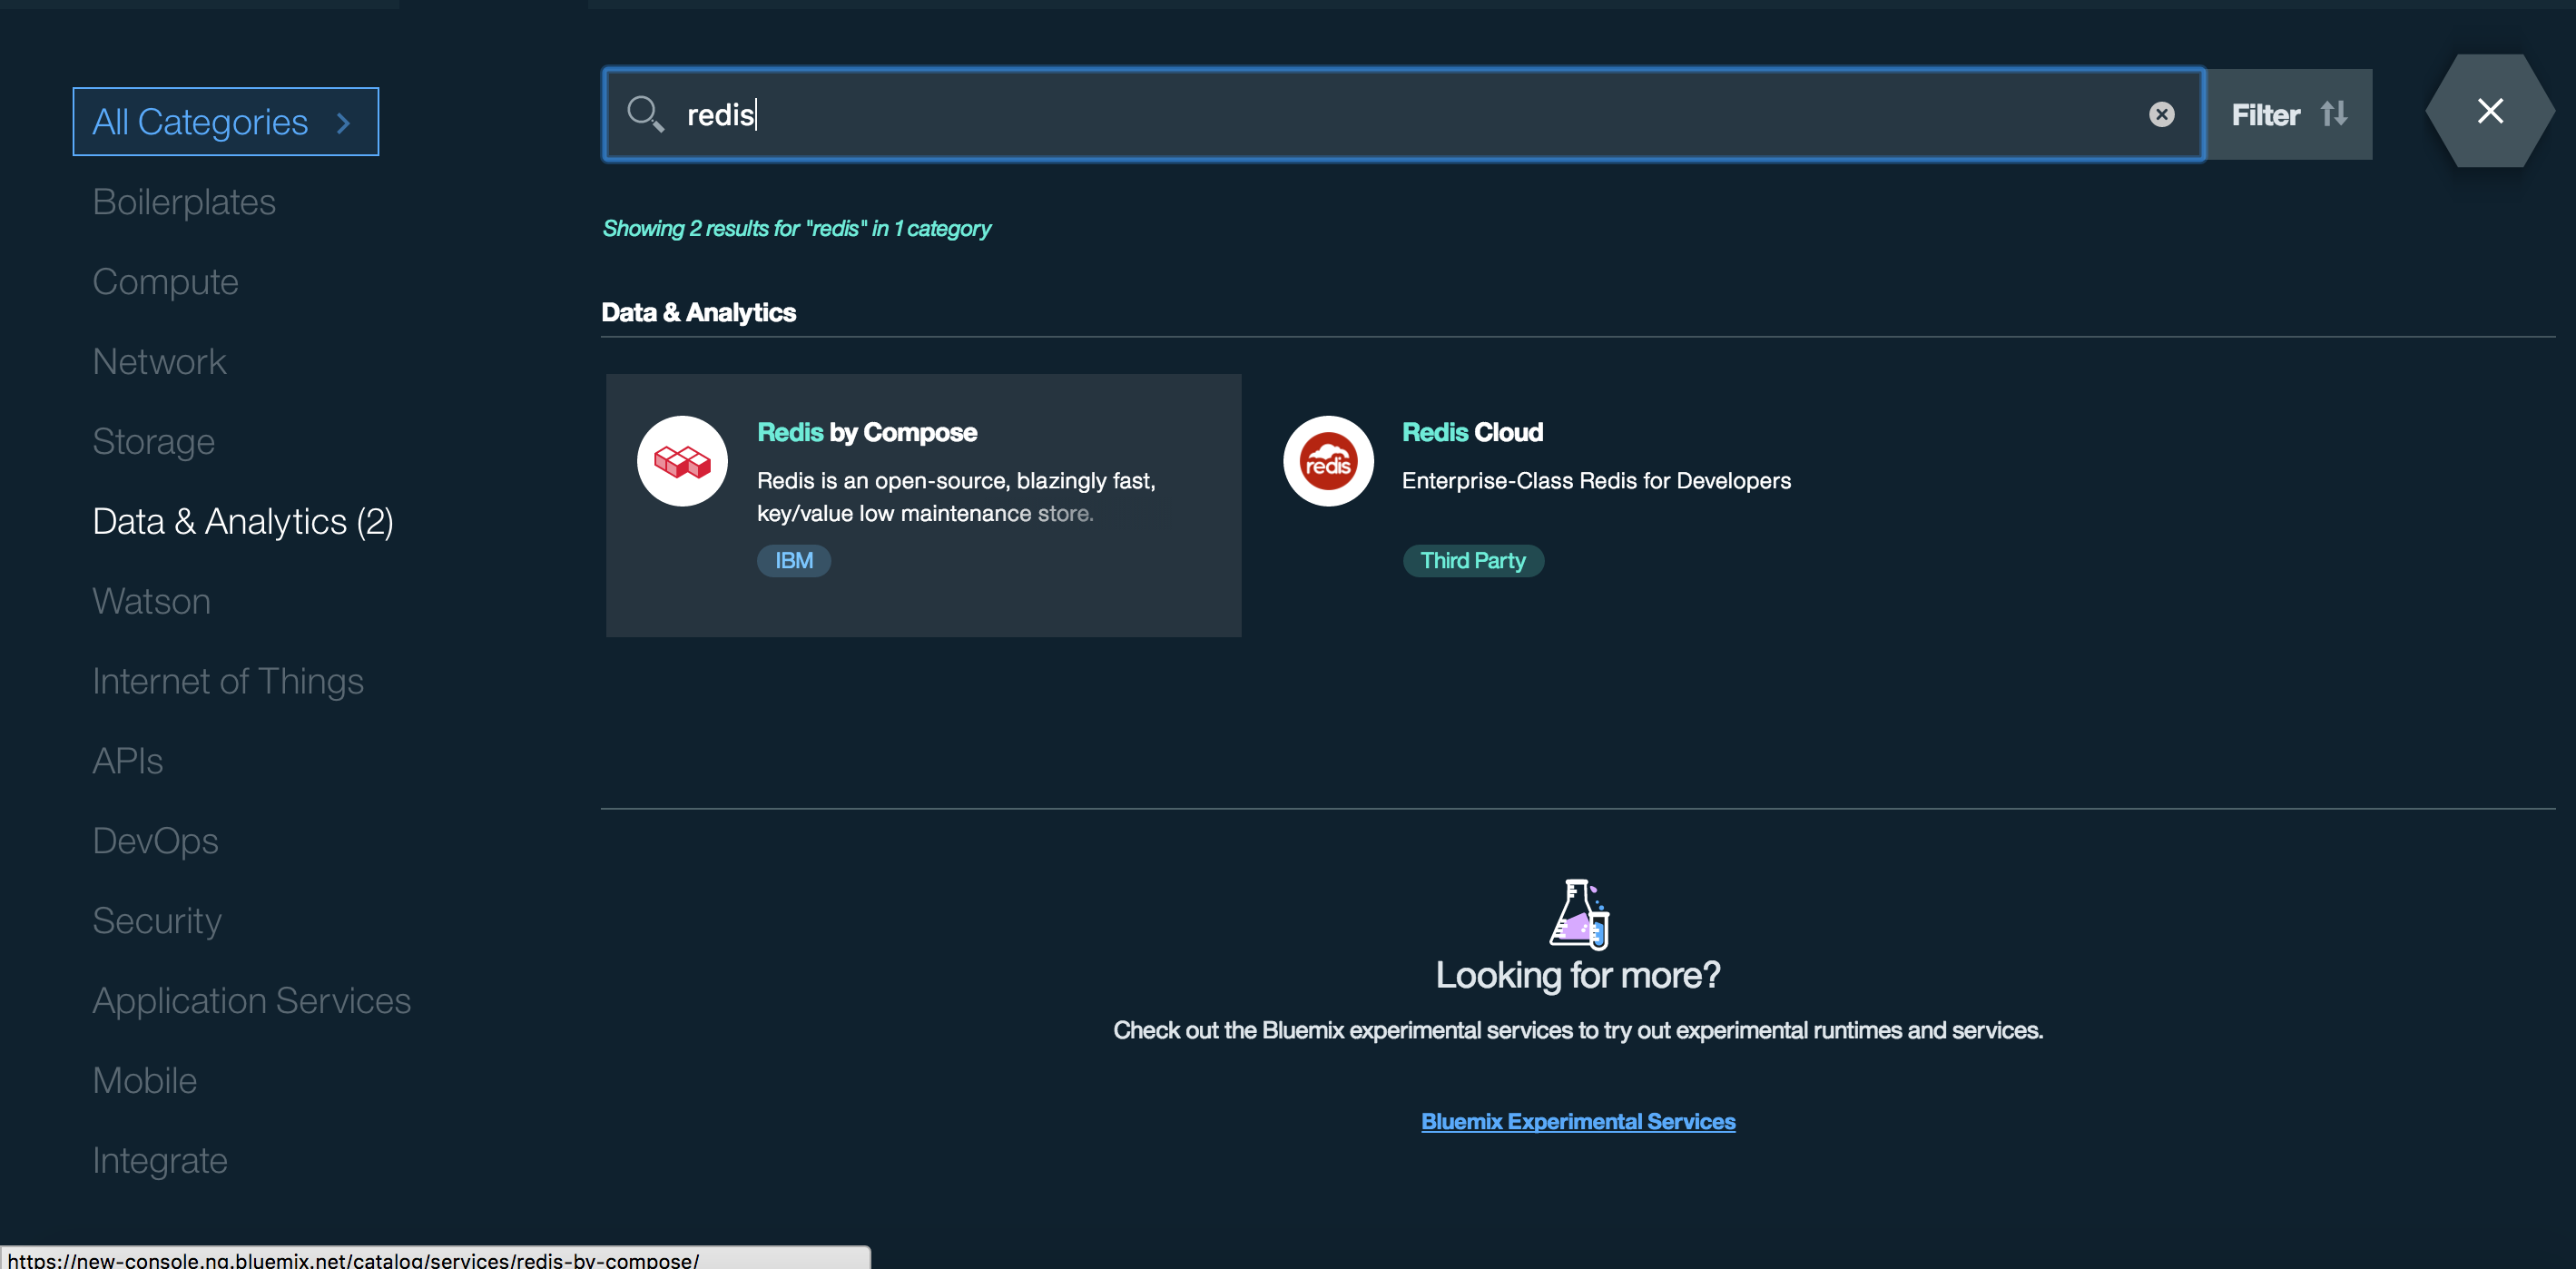 All Categories
Boilerplates
Compute
Network
Storage
Data & Analytics (2)
Watson
Internet of Things
APIs
DevOps
Security
Application Services
Mobile
Integrate
redis
Filter
Showing 2 results for "redis" in 1 category
Data & Analytics
Redis by Compose
Redis is an open-source, blazingly fast,
key/value low maintenance store.
IBM
redis
Redis Cloud
Enterprise-Class Redis for Developers
Third Party
Looking for more?
Check out the Bluemix experimental services to try out experimental runtimes and services.
Bluemix Experimental Services
https://new-console.ng.bluemix.net/catalog/services/redis-by-compose/